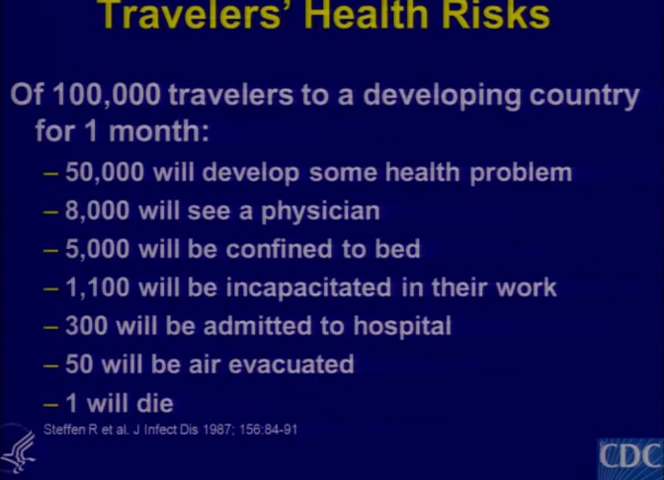 Travelers' Health Risks
Of 100,000 travelers to a developing country
for 1 month:
– 50,000 will develop some health problem
– 8,000 will see a physician
– 5,000 will be confined to bed
– 1,100 will be incapacitated in their work
– 300 will be admitted to hospital
– 50 will be air evacuated
– 1 will die
Steffen R et al. J Infect Dis 1987; 156:84-91
CDC